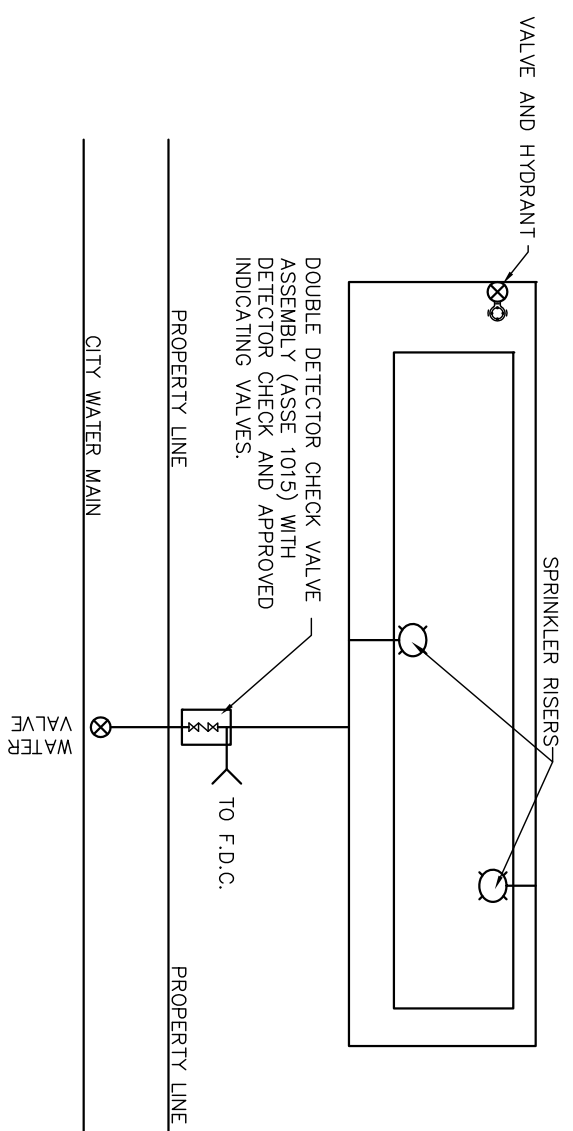 VALVE AND HYDRANT
SPRINKLER RISERS
DOUBLE DETECTOR CHECK VALVE
ASSEMBLY (ASSE 1015) WITH
DETECTOR CHECK AND APPROVED
INDICATING VALVES.
TO F.D.C.
PROPERTY LINE
PROPERTY LINE
CITY WATER MAIN
WATER
VALVE